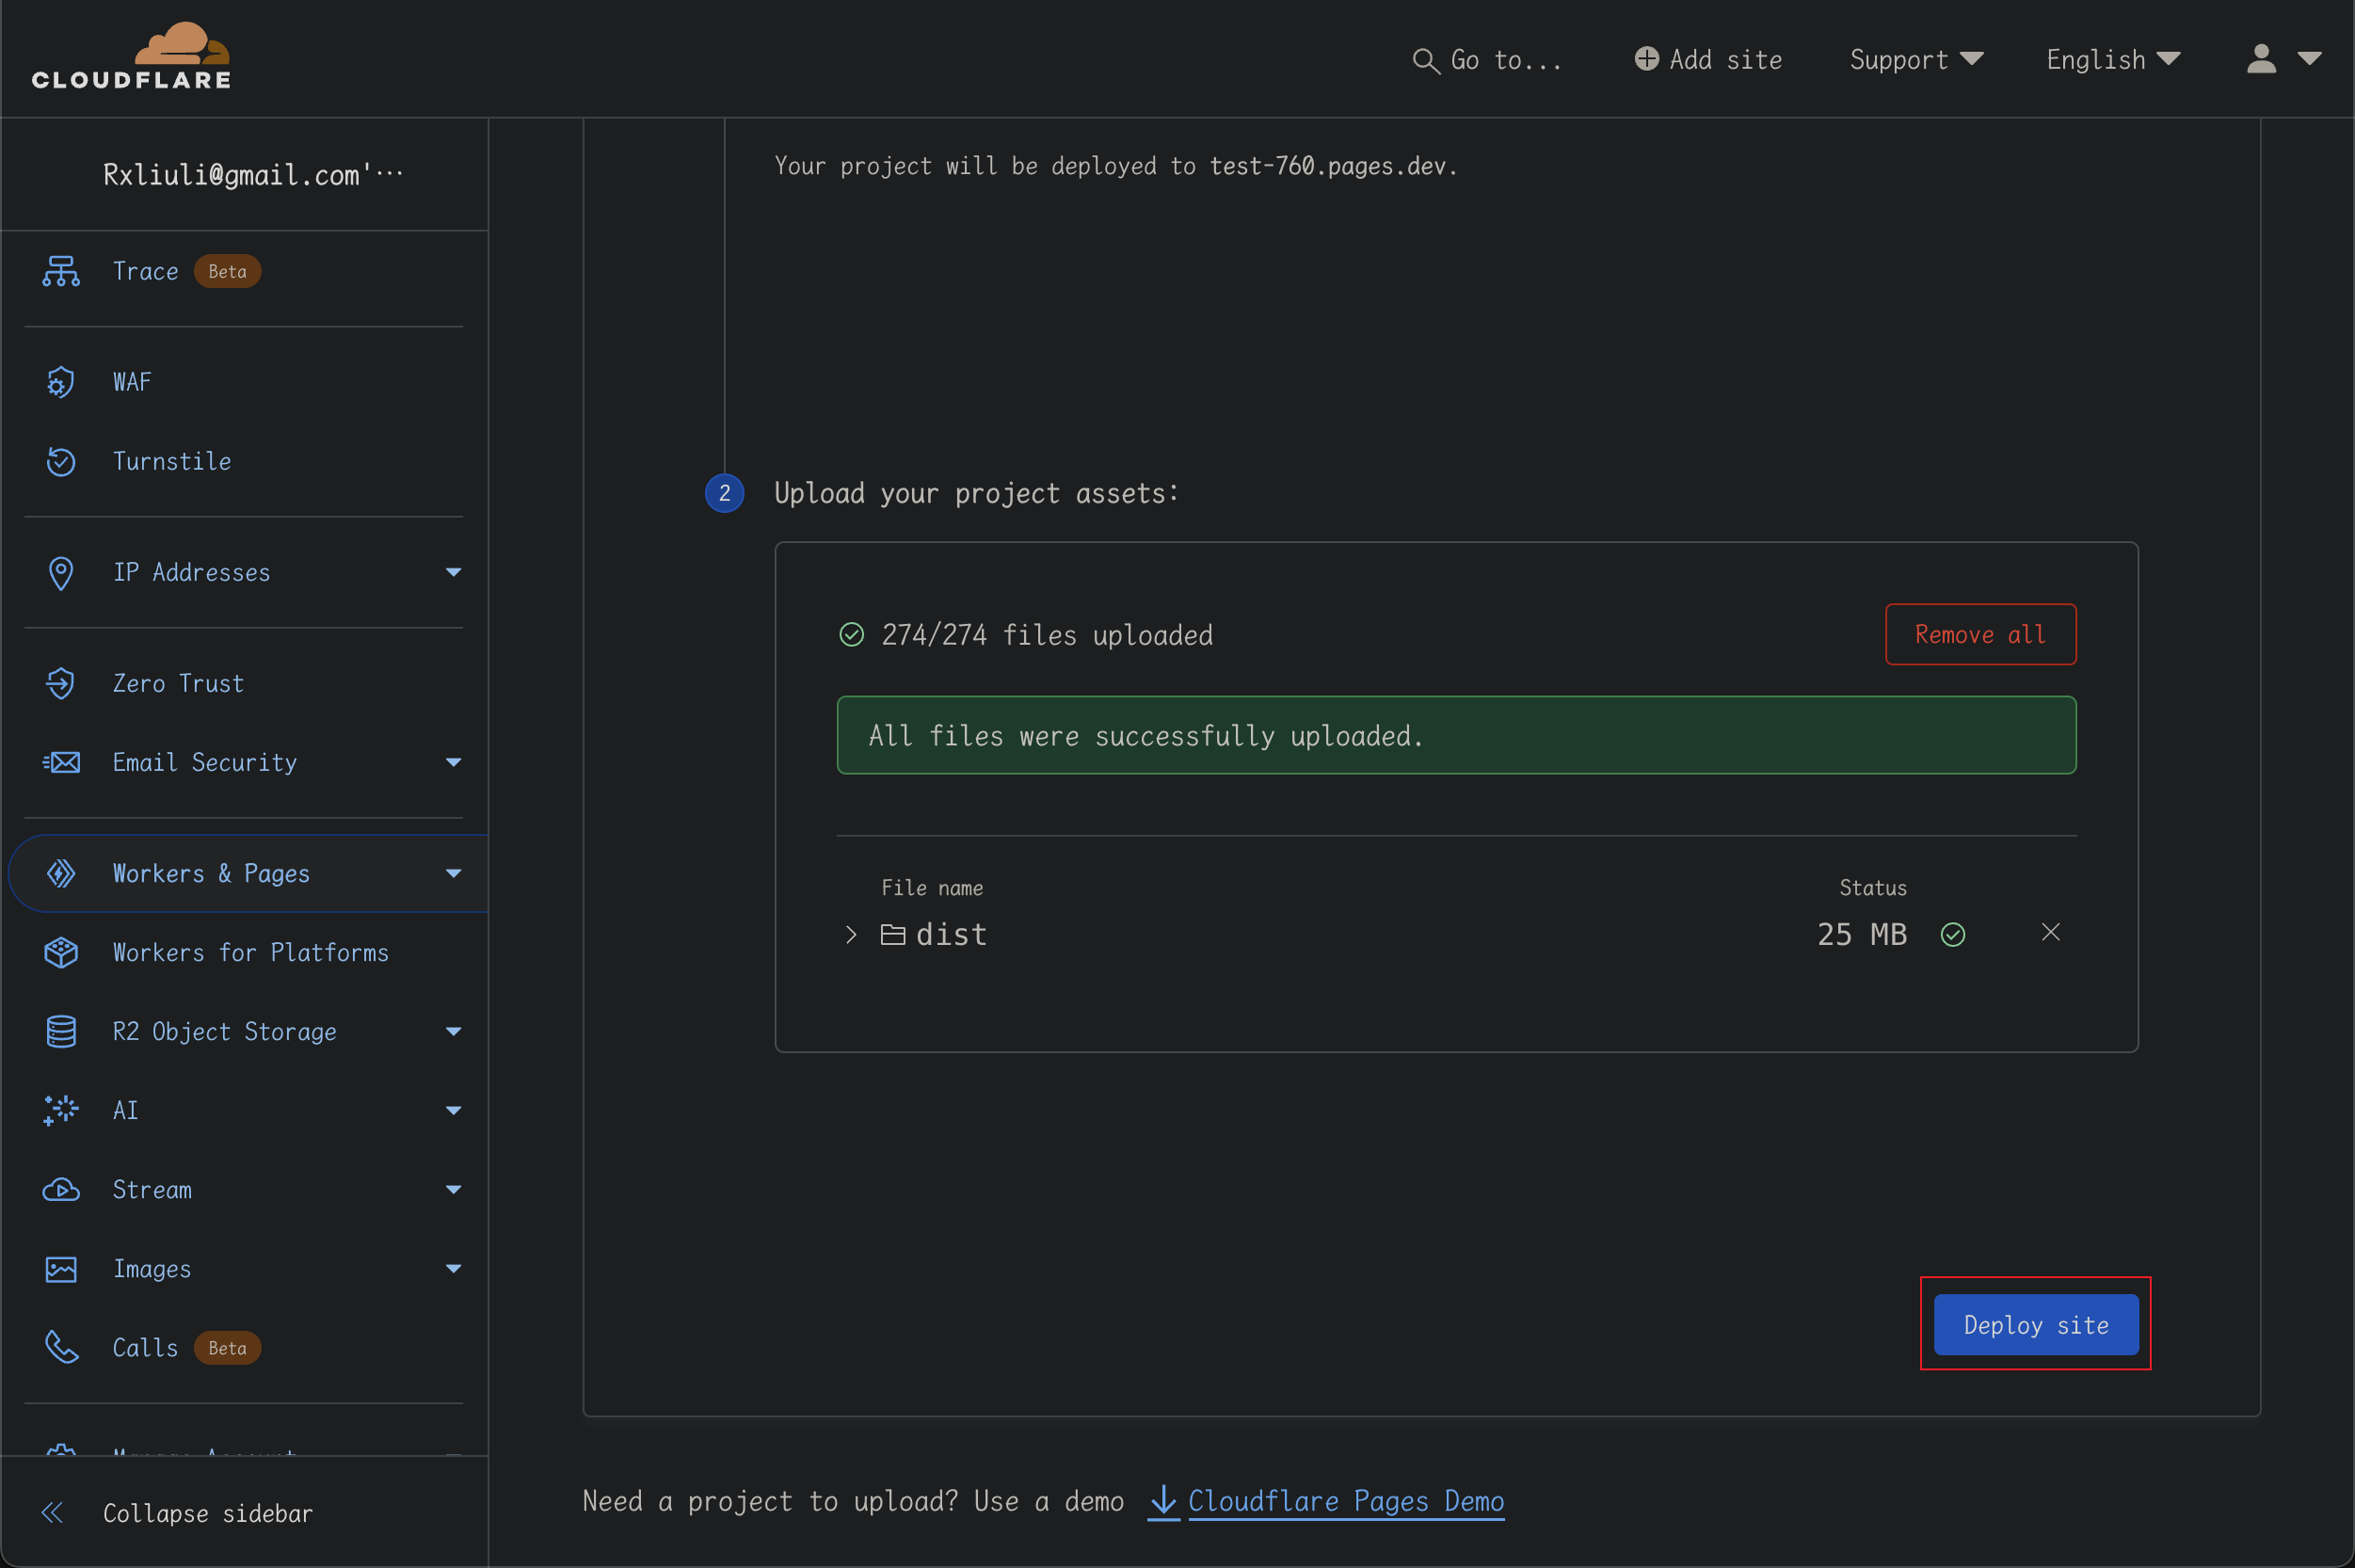 CLOUDFLARE
Go to...
Add site
Support
English
Rxliuli@gmail.com'...
Trace Beta
WAF
Turnstile
IP Addresses
Zero Trust
Email Security
Workers & Pages
Workers for Platforms
R2 Object Storage
AI
Stream
Images
Calls Beta
Manage Account
Collapse sidebar
Your project will be deployed to test-760.pages.dev.
2 Upload your project assets:
274/274 files uploaded
Remove all
All files were successfully uploaded.
File name Status
dist 25 MB
Deploy site
Need a project to upload? Use a demo Cloudflare Pages Demo